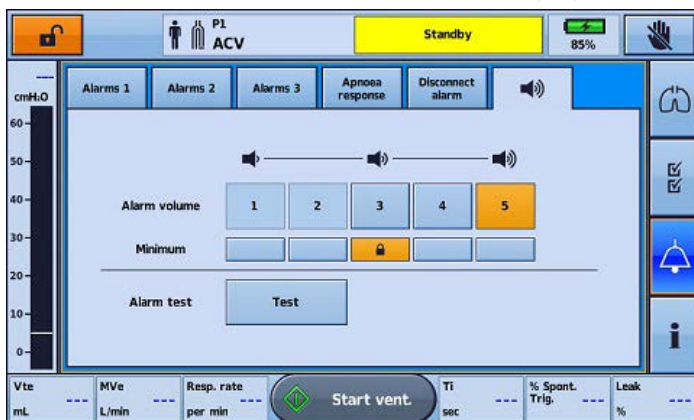 P1
ACV
Standby
85%
---
cmH₂O
Alarms 1
Alarms 2
Alarms 3
Apnoea
response
Disconnect
alarm
60
50
40
30
20
10
0
Alarm volume
1
2
3
4
5
Minimum
Alarm test
Test
i
Vte
---
mL
MVe
---
L/min
Resp. rate
---
per min
Start vent.
Ti
---
sec
% Spont.
Trig. ---
Leak
---
%